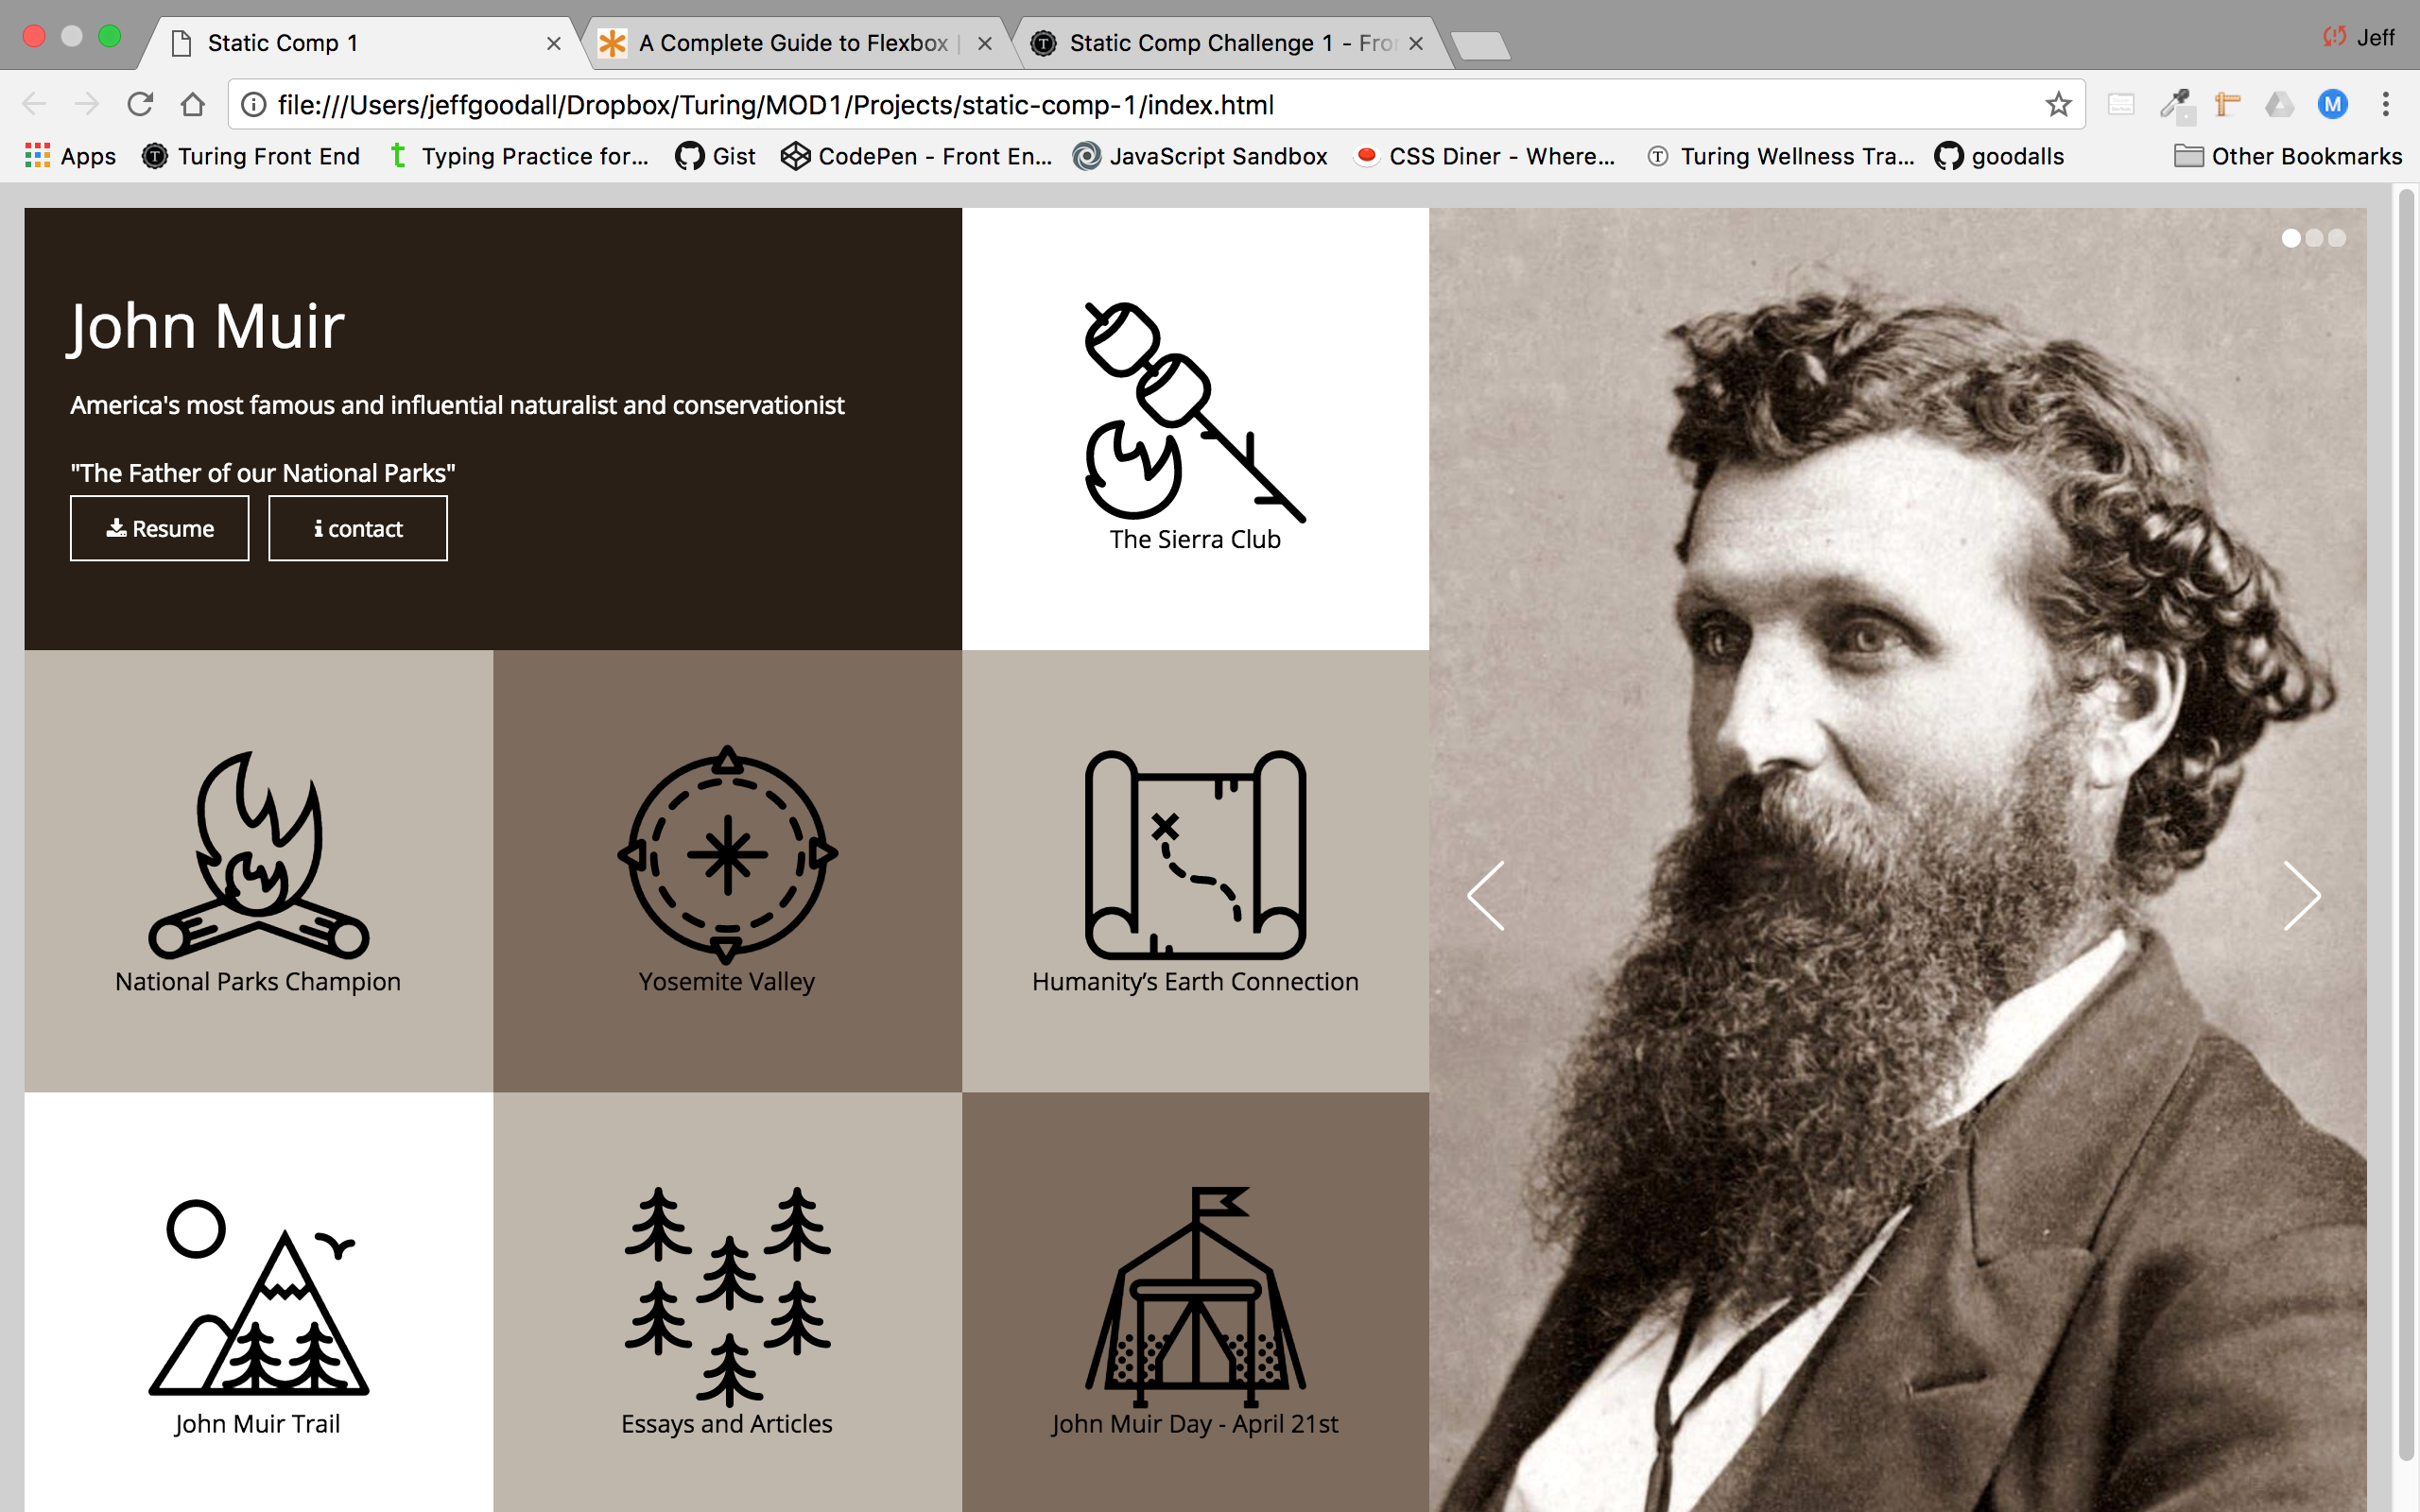 Static Comp 1
A Complete Guide to Flexbox |
Static Comp Challenge 1 - Fro
Jeff
file:///Users/jeffgoodall/Dropbox/Turing/MOD1/Projects/static-comp-1/index.html
M
Apps
T
Turing Front End
t
Typing Practice for...
Gist
CodePen - Front En...
JavaScript Sandbox
CSS Diner - Where...
T
Turing Wellness Tra...
goodalls
Other Bookmarks
John Muir
America's most famous and influential naturalist and conservationist
"The Father of our National Parks"
Resume
contact
The Sierra Club
National Parks Champion
Yosemite Valley
Humanity’s Earth Connection
John Muir Trail
Essays and Articles
John Muir Day - April 21st